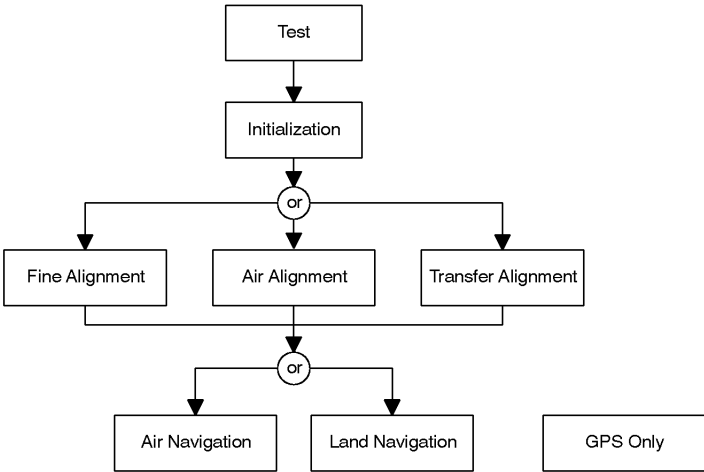 Test
Initialization
or
Fine Alignment
Air Alignment
Transfer Alignment
or
Air Navigation
Land Navigation
GPS Only